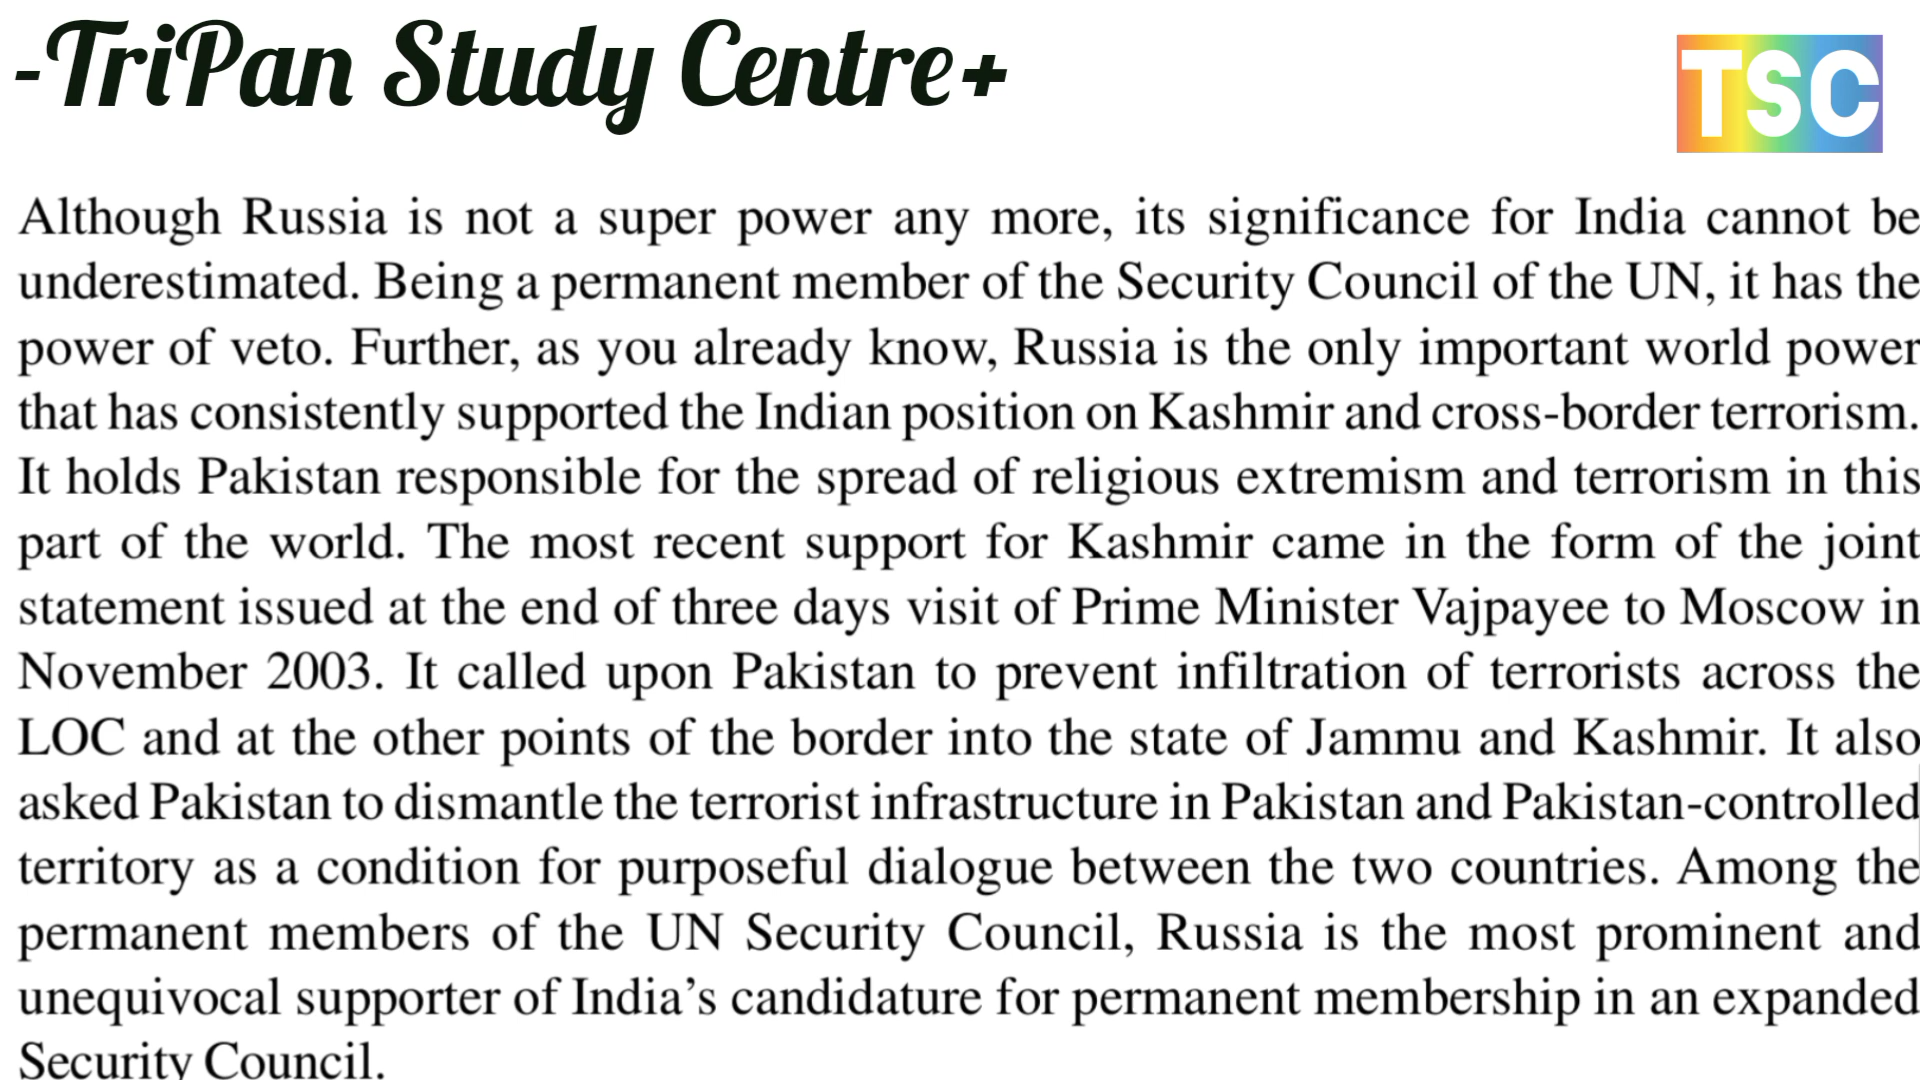 -TriPan Study Centre+
TSC
Although Russia is not a super power any more, its significance for India cannot be
underestimated. Being a permanent member of the Security Council of the UN, it has the
power of veto. Further, as you already know, Russia is the only important world power
that has consistently supported the Indian position on Kashmir and cross-border terrorism.
It holds Pakistan responsible for the spread of religious extremism and terrorism in this
part of the world. The most recent support for Kashmir came in the form of the joint
statement issued at the end of three days visit of Prime Minister Vajpayee to Moscow in
November 2003. It called upon Pakistan to prevent infiltration of terrorists across the
LOC and at the other points of the border into the state of Jammu and Kashmir. It also
asked Pakistan to dismantle the terrorist infrastructure in Pakistan and Pakistan-controlled
territory as a condition for purposeful dialogue between the two countries. Among the
permanent members of the UN Security Council, Russia is the most prominent and
unequivocal supporter of India’s candidature for permanent membership in an expanded
Security Council.